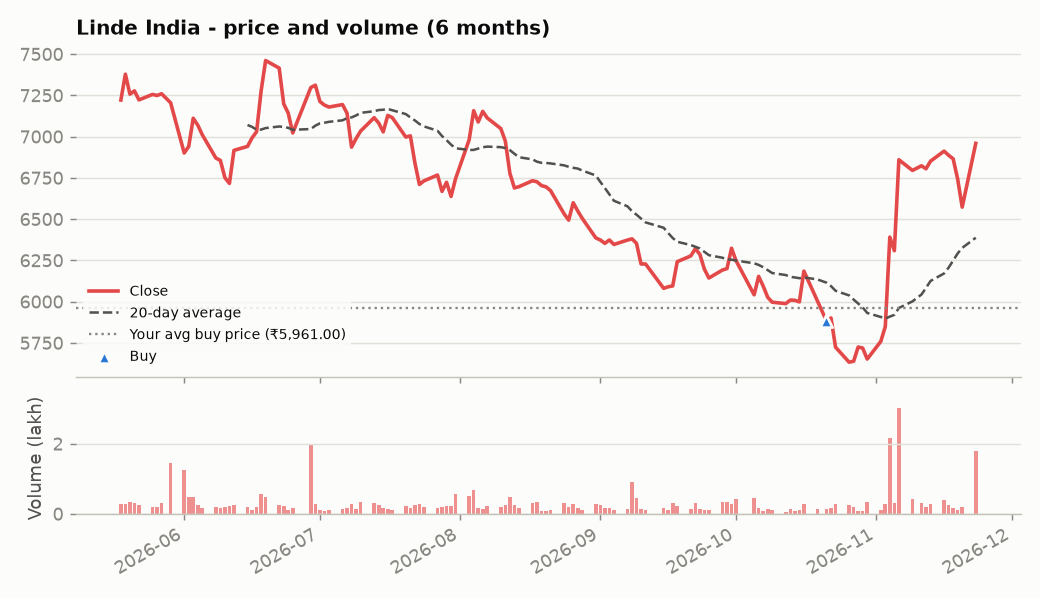 Linde India - price and volume (6 months)
7500
7250
7000
6750
6500
6250
6000
5750
Close
20-day average
Your avg buy price (₹5,961.00)
Buy
Volume (lakh)
2
0
2026-06
2026-07
2026-08
2026-09
2026-10
2026-11
2026-12